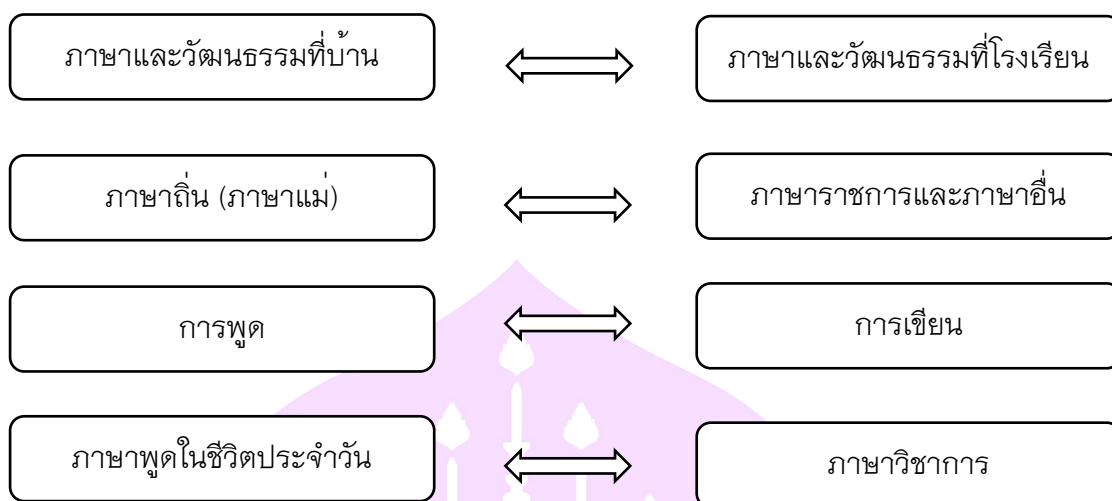 ภาษาและวัฒนธรรมที่บ้าน
ภาษาและวัฒนธรรมที่โรงเรียน
ภาษาถิ่น (ภาษาแม่)
ภาษาราชการและภาษาอื่น
การพูด
การเขียน
ภาษาพูดในชีวิตประจำวัน
ภาษาวิชาการ